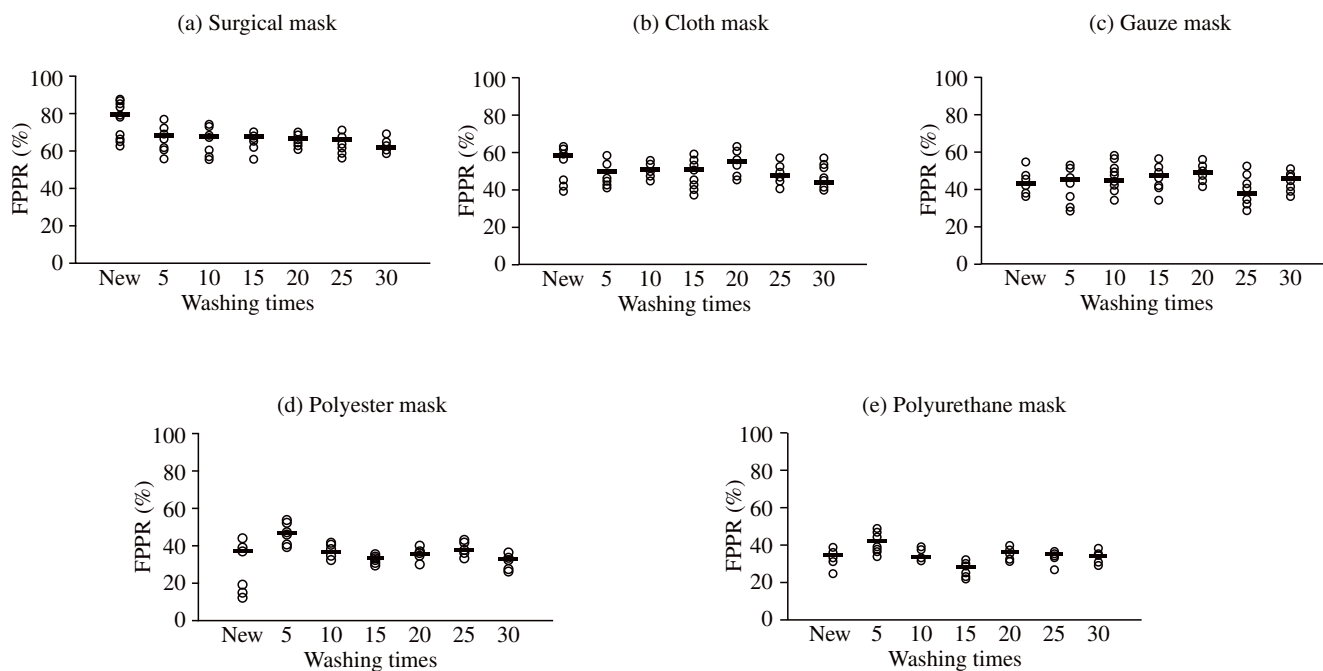 (a) Surgical mask
FPPR (%)
100
80
60
40
20
0
New 5 10 15 20 25 30
Washing times
(b) Cloth mask
FPPR (%)
100
80
60
40
20
0
New 5 10 15 20 25 30
Washing times
(c) Gauze mask
FPPR (%)
100
80
60
40
20
0
New 5 10 15 20 25 30
Washing times
(d) Polyester mask
FPPR (%)
100
80
60
40
20
0
New 5 10 15 20 25 30
Washing times
(e) Polyurethane mask
FPPR (%)
100
80
60
40
20
0
New 5 10 15 20 25 30
Washing times